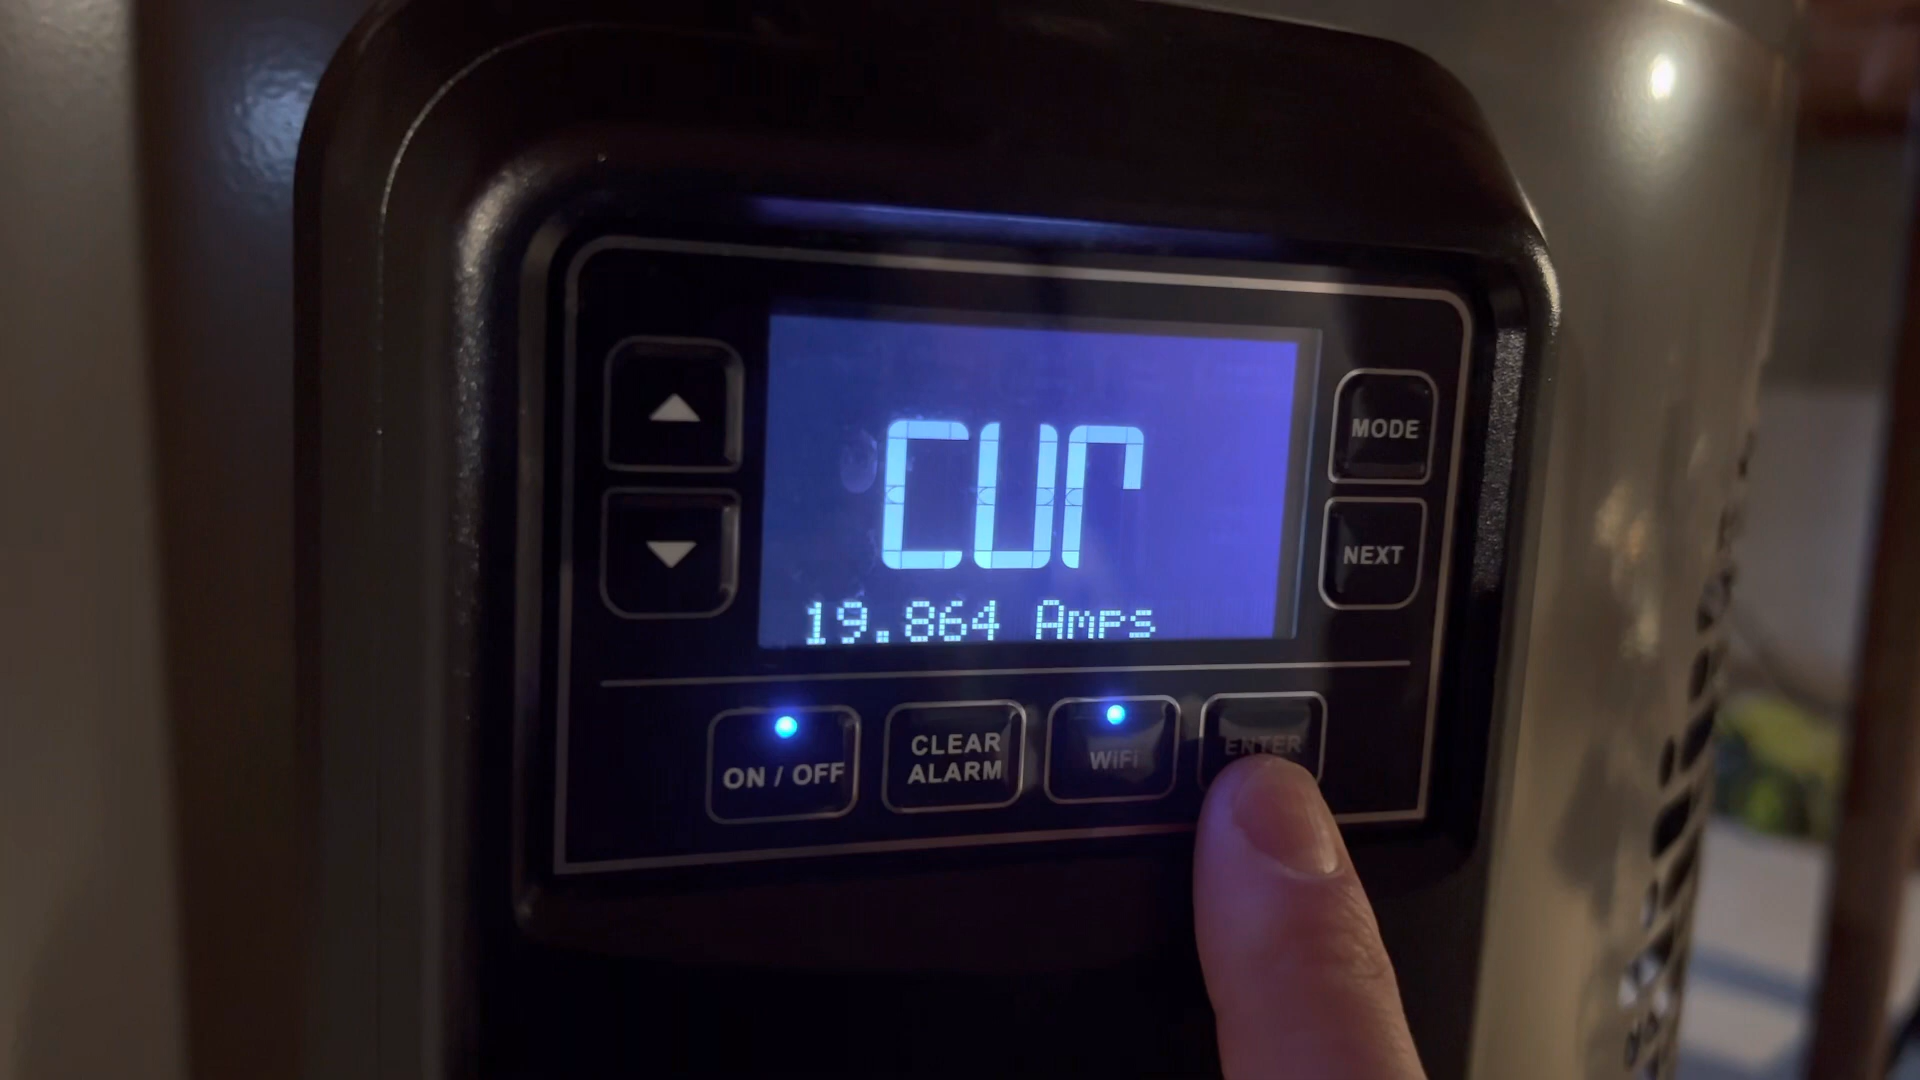 MODE
CUr
NEXT
19.864 Amps
ON / OFF
CLEAR
ALARM
WiFi
ENTER